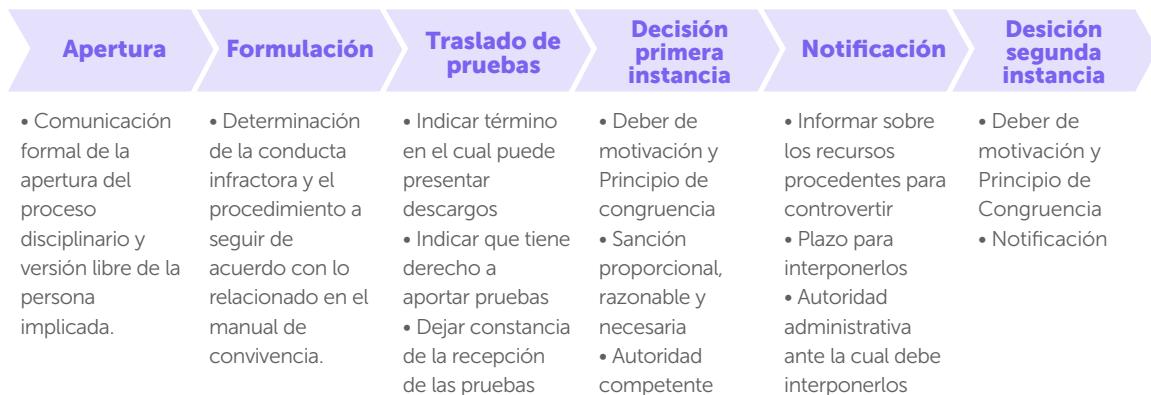 Apertura
• Comunicación
formal de la
apertura del
proceso
disciplinario y
versión libre de la
persona
implicada.
Formulación
• Determinación
de la conducta
infractora y el
procedimiento a
seguir de
acuerdo con lo
relacionado en el
manual de
convivencia.
Traslado de
pruebas
• Indicar término
en el cual puede
presentar
descargos
• Indicar que tiene
derecho a
aportar pruebas
• Dejar constancia
de la recepción
de las pruebas
Decisión
primera
instancia
• Deber de
motivación y
Principio de
congruencia
• Sanción
proporcional,
razonable y
necesaria
• Autoridad
competente
Notificación
• Informar sobre
los recursos
procedentes para
controvertir
• Plazo para
interponerlos
• Autoridad
administrativa
ante la cual debe
interponerlos
Desición
segunda
instancia
• Deber de
motivación y
Principio de
Congruencia
• Notificación